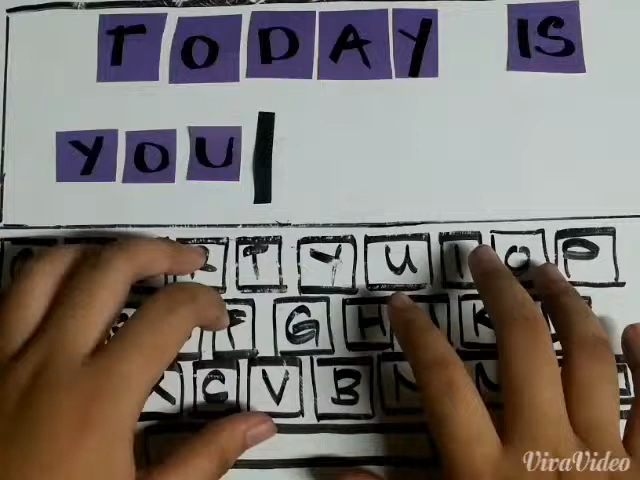 TODAY IS
YOU
R T Y U I O P
F G H K
X C V B N
VivaVideo